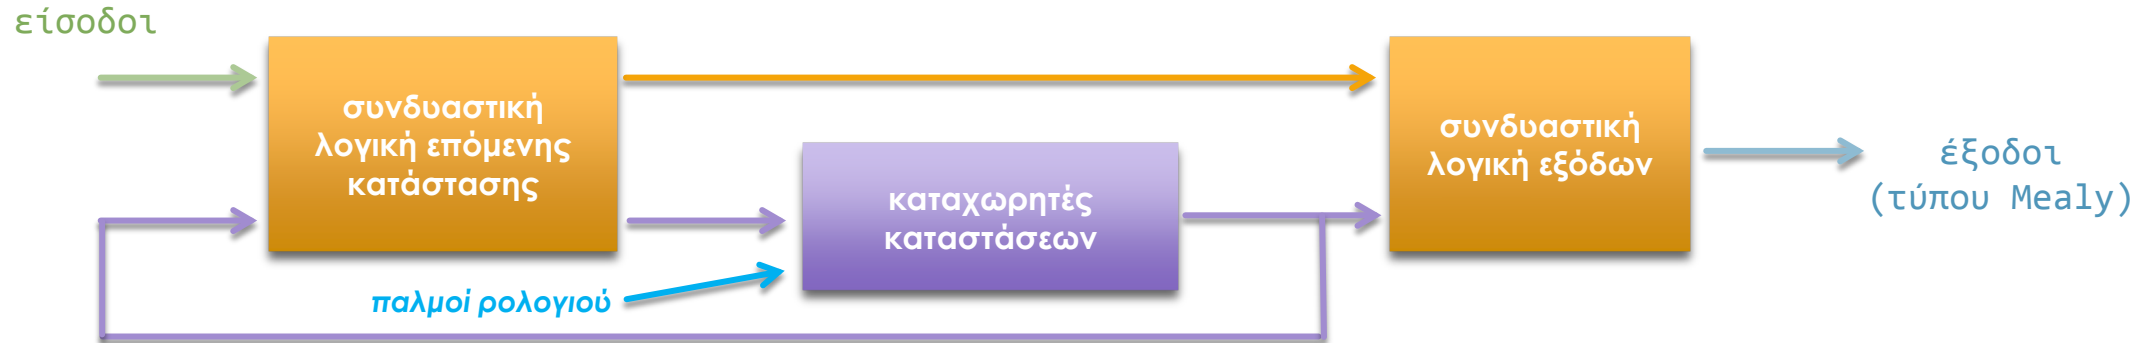 είσοδοι
συνδυαστική
λογική επόμενης
κατάστασης
παλμοί ρολογιού
καταχωρητές
καταστάσεων
συνδυαστική
λογική εξόδων
έξοδοι
(τύπου Mealy)